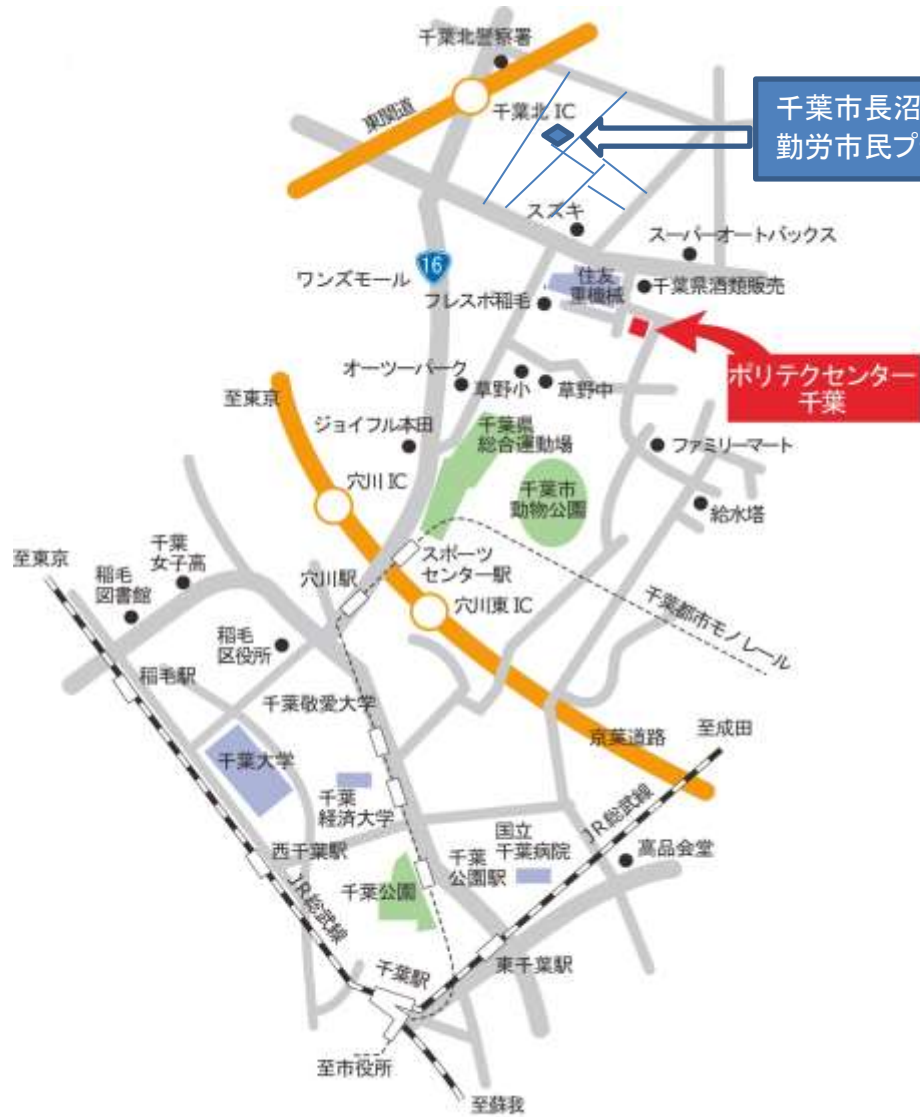 千葉北警察署
東関道
千葉北 IC
千葉市長沼
勤労市民プ
スズキ
スーパーオートバックス
16
ワンズモール
住友
重機械
千葉県酒類販売
フレスポ稲毛
オーツーパーク
草野小
草野中
ポリテクセンター
千葉
至東京
ジョイフル本田
千葉県
総合運動場
ファミリーマート
穴川 IC
千葉市
動物公園
給水塔
至東京
千葉
女子高
稲毛
図書館
穴川駅
スポーツ
センター駅
穴川東 IC
千葉都市モノレール
稲毛
区役所
稲毛駅
千葉敬愛大学
京葉道路
至成田
千葉大学
千葉
経済大学
JR総武線
国立
千葉病院
西千葉駅
千葉
公園駅
高品会堂
千葉公園
JR総武線
千葉駅
東千葉駅
至市役所
至蘇我